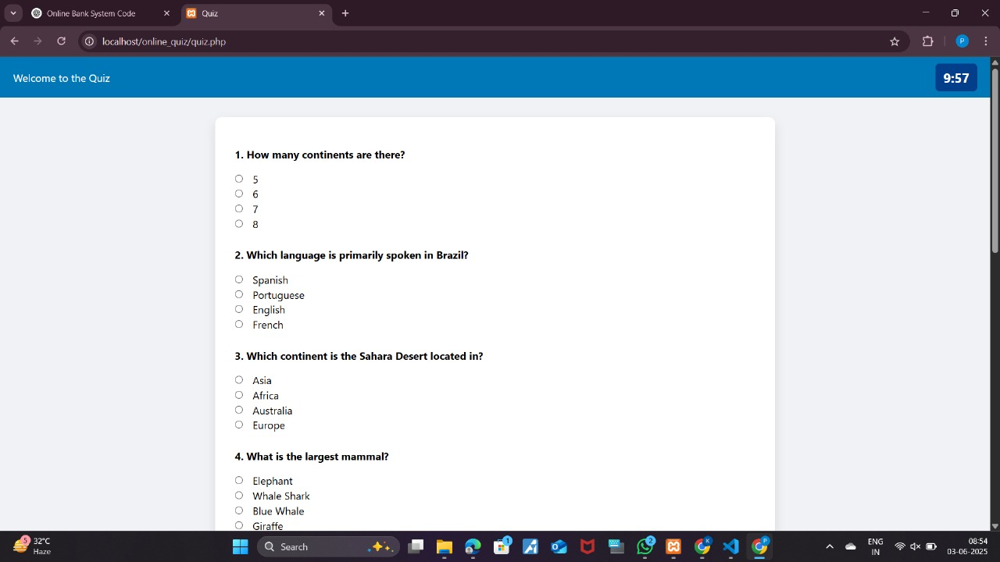 Online Bank System Code
Quiz
localhost/online_quiz/quiz.php
P
Welcome to the Quiz
9:57
1. How many continents are there?
5
6
7
8
2. Which language is primarily spoken in Brazil?
Spanish
Portuguese
English
French
3. Which continent is the Sahara Desert located in?
Asia
Africa
Australia
Europe
4. What is the largest mammal?
Elephant
Whale Shark
Blue Whale
Giraffe
5
32°C
Haze
Search
1
2
K
P
ENG
IN
08:54
03-06-2025